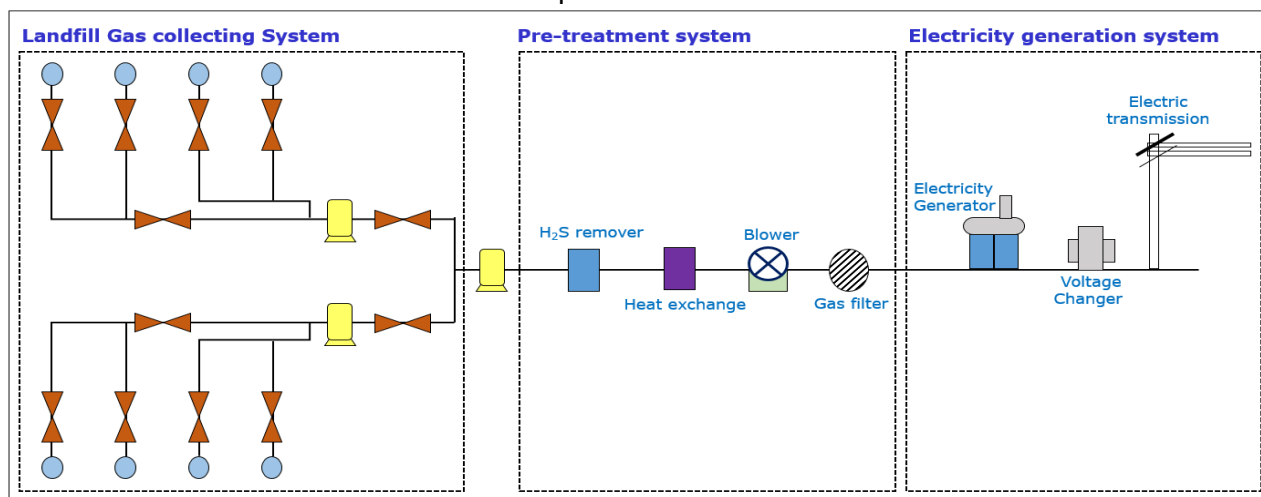 Landfill Gas collecting System
Pre-treatment system
Electricity generation system
Electric
transmission
Electricity
Generator
H₂S remover
Blower
Heat exchange
Gas filter
Voltage
Changer